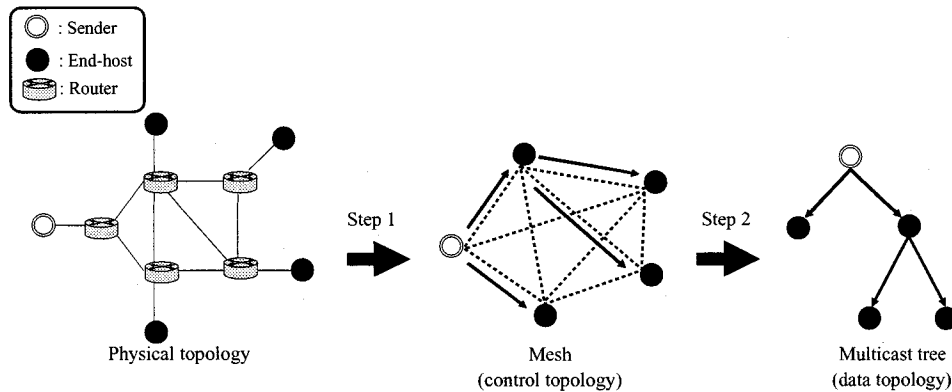 : Sender
: End-host
: Router
Step 1
Step 2
Physical topology
Mesh
(control topology)
Multicast tree
(data topology)